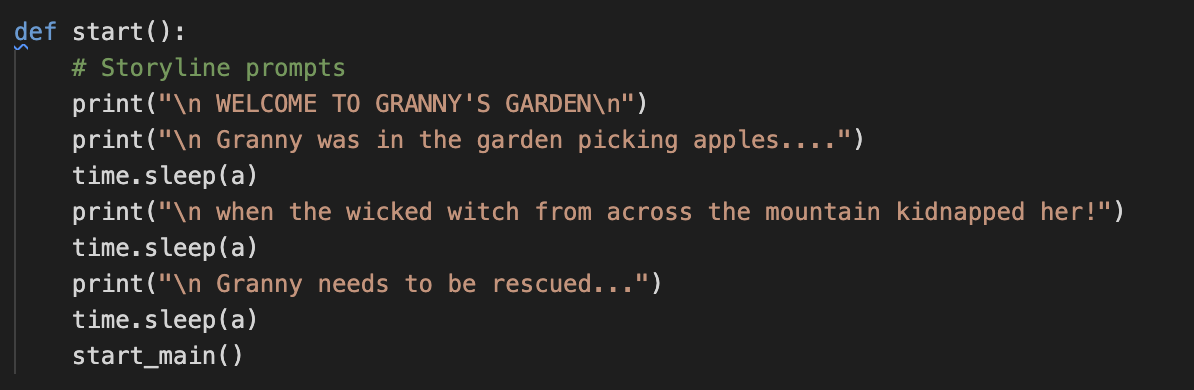 def start():
    # Storyline prompts
    print("\n WELCOME TO GRANNY'S GARDEN\n")
    print("\n Granny was in the garden picking apples....")
    time.sleep(a)
    print("\n when the wicked witch from across the mountain kidnapped her!")
    time.sleep(a)
    print("\n Granny needs to be rescued...")
    time.sleep(a)
    start_main()